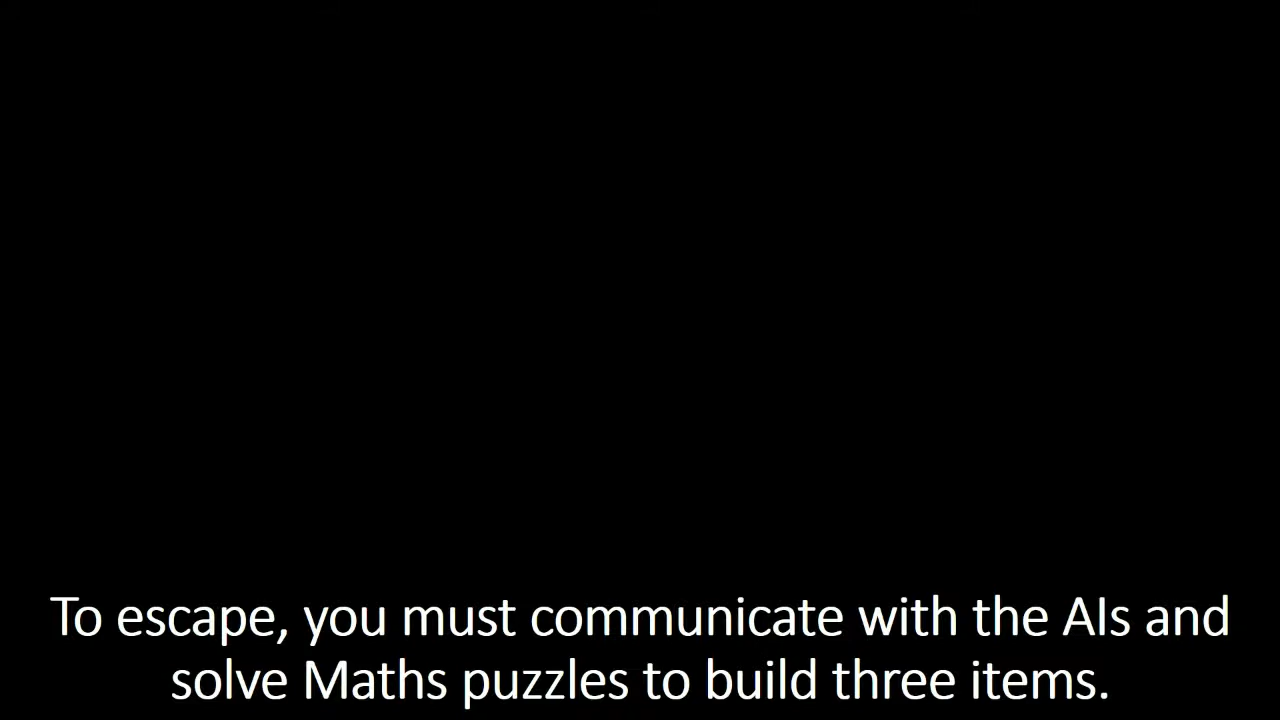 To escape, you must communicate with the AIs and
solve Maths puzzles to build three items.